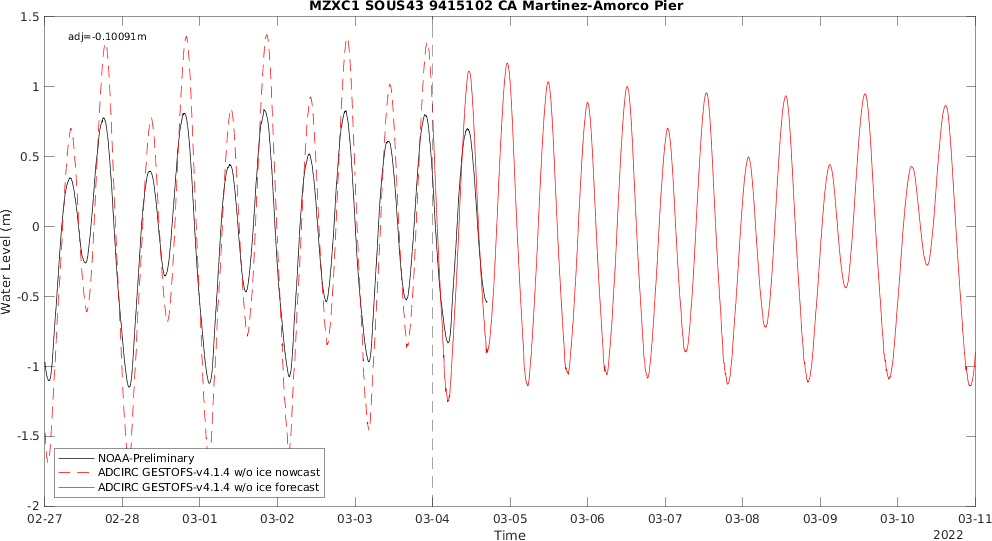 MZXC1 SOUS43 9415102 CA Martinez-Amorco Pier
adj=-0.10091m
1.5
1
0.5
0
-0.5
-1
-1.5
-2
Water Level (m)
NOAA-Preliminary
ADCIRC GESTOFS-v4.1.4 w/o ice nowcast
ADCIRC GESTOFS-v4.1.4 w/o ice forecast
02-27 02-28 03-01 03-02 03-03 03-04 03-05 03-06 03-07 03-08 03-09 03-10 03-11
Time
2022